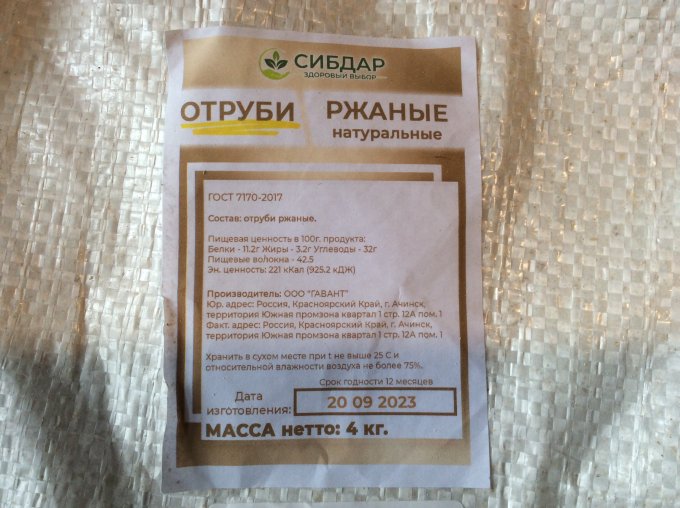 СИБДАР
ЗДОРОВЫЙ ВЫБОР
ОТРУБИ РЖАНЫЕ
натуральные
ГОСТ 7170-2017
Состав: отруби ржаные.
Пищевая ценность в 100г. продукта:
Белки - 11.2г Жиры - 3.2г Углеводы - 32г
Пищевые волокна - 42.5
Эн. ценность: 221 кКал (925.2 кДЖ)
Производитель: ООО "ГАВАНТ"
Юр. адрес: Россия, Красноярский Край, г. Ачинск,
территория Южная промзона квартал 1 стр. 12А пом. 1
Факт. адрес: Россия, Красноярский Край, г. Ачинск,
территория Южная промзона квартал 1 стр. 12А пом. 1
Хранить в сухом месте при t не выше 25 С и
относительной влажности воздуха не более 75%.
Срок годности 12 месяцев
Дата
изготовления: 20 09 2023
МАССА нетто: 4 кг.